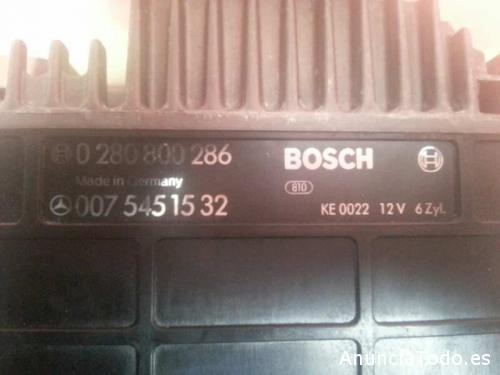 0 280 800 286 BOSCH
Made in Germany 810
007 545 15 32 KE 0022 12 V 6 Zyl.
AnunciaTodo.es